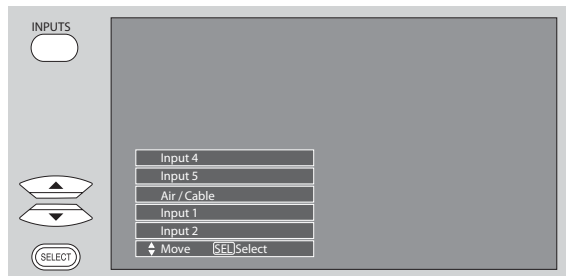 INPUTS
Input 4
Input 5
Air / Cable
Input 1
Input 2
Move SEL Select
SELECT